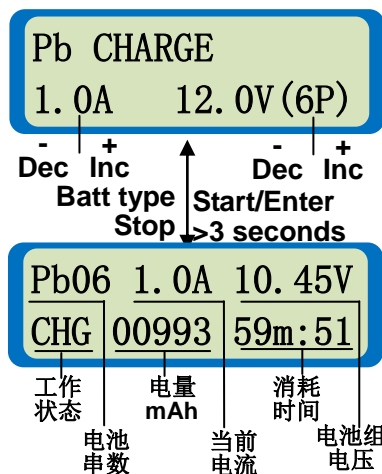 Pb CHARGE
1.0A 12.0V(6P)
- + - +
Dec Inc Dec Inc
Batt type Start/Enter
Stop >3 seconds
Pb06 1.0A 10.45V
CHG 00993 59m:51
工作 电量 消耗
状态 mAh 时间
电池 当前 电池组
串数 电流 电压